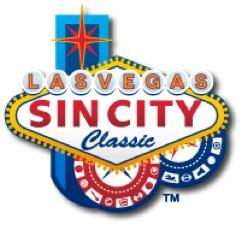 LAS VEGAS
SIN CITY
Classic
TM